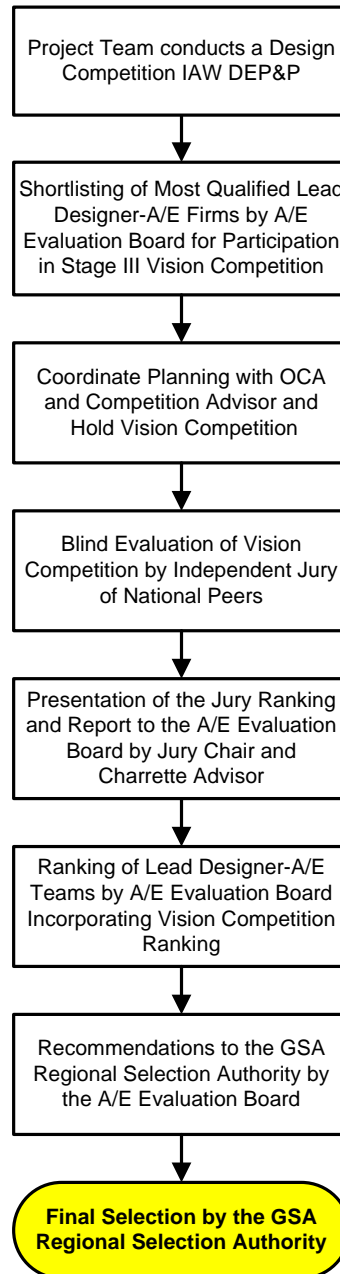 Project Team conducts a Design
Competition IAW DEP&P
Shortlisting of Most Qualified Lead
Designer-A/E Firms by A/E
Evaluation Board for Participation
in Stage III Vision Competition
Coordinate Planning with OCA
and Competition Advisor and
Hold Vision Competition
Blind Evaluation of Vision
Competition by Independent Jury
of National Peers
Presentation of the Jury Ranking
and Report to the A/E Evaluation
Board by Jury Chair and
Charrette Advisor
Ranking of Lead Designer-A/E
Teams by A/E Evaluation Board
Incorporating Vision Competition
Ranking
Recommendations to the GSA
Regional Selection Authority by
the A/E Evaluation Board
Final Selection by the GSA
Regional Selection Authority